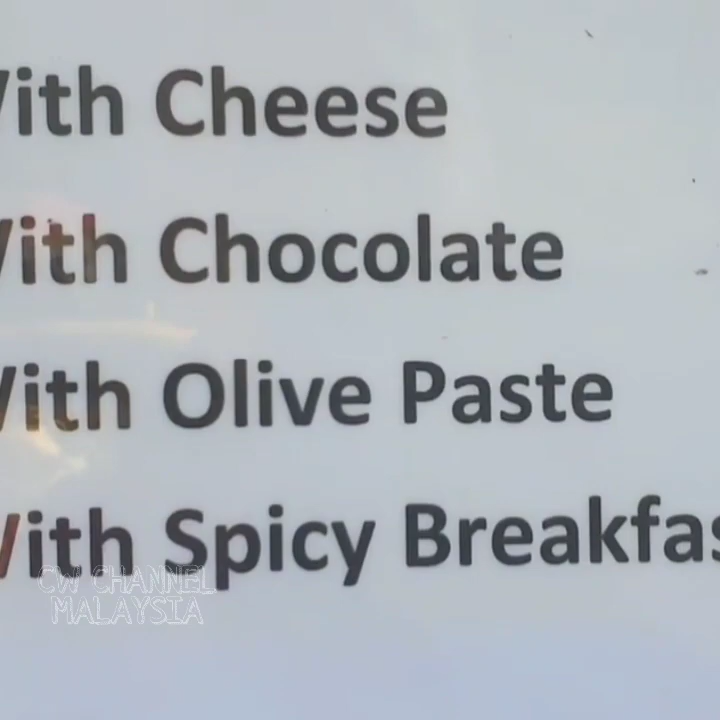 With Cheese
With Chocolate
With Olive Paste
With Spicy Breakfas
CW CHANNEL
MALAYSIA